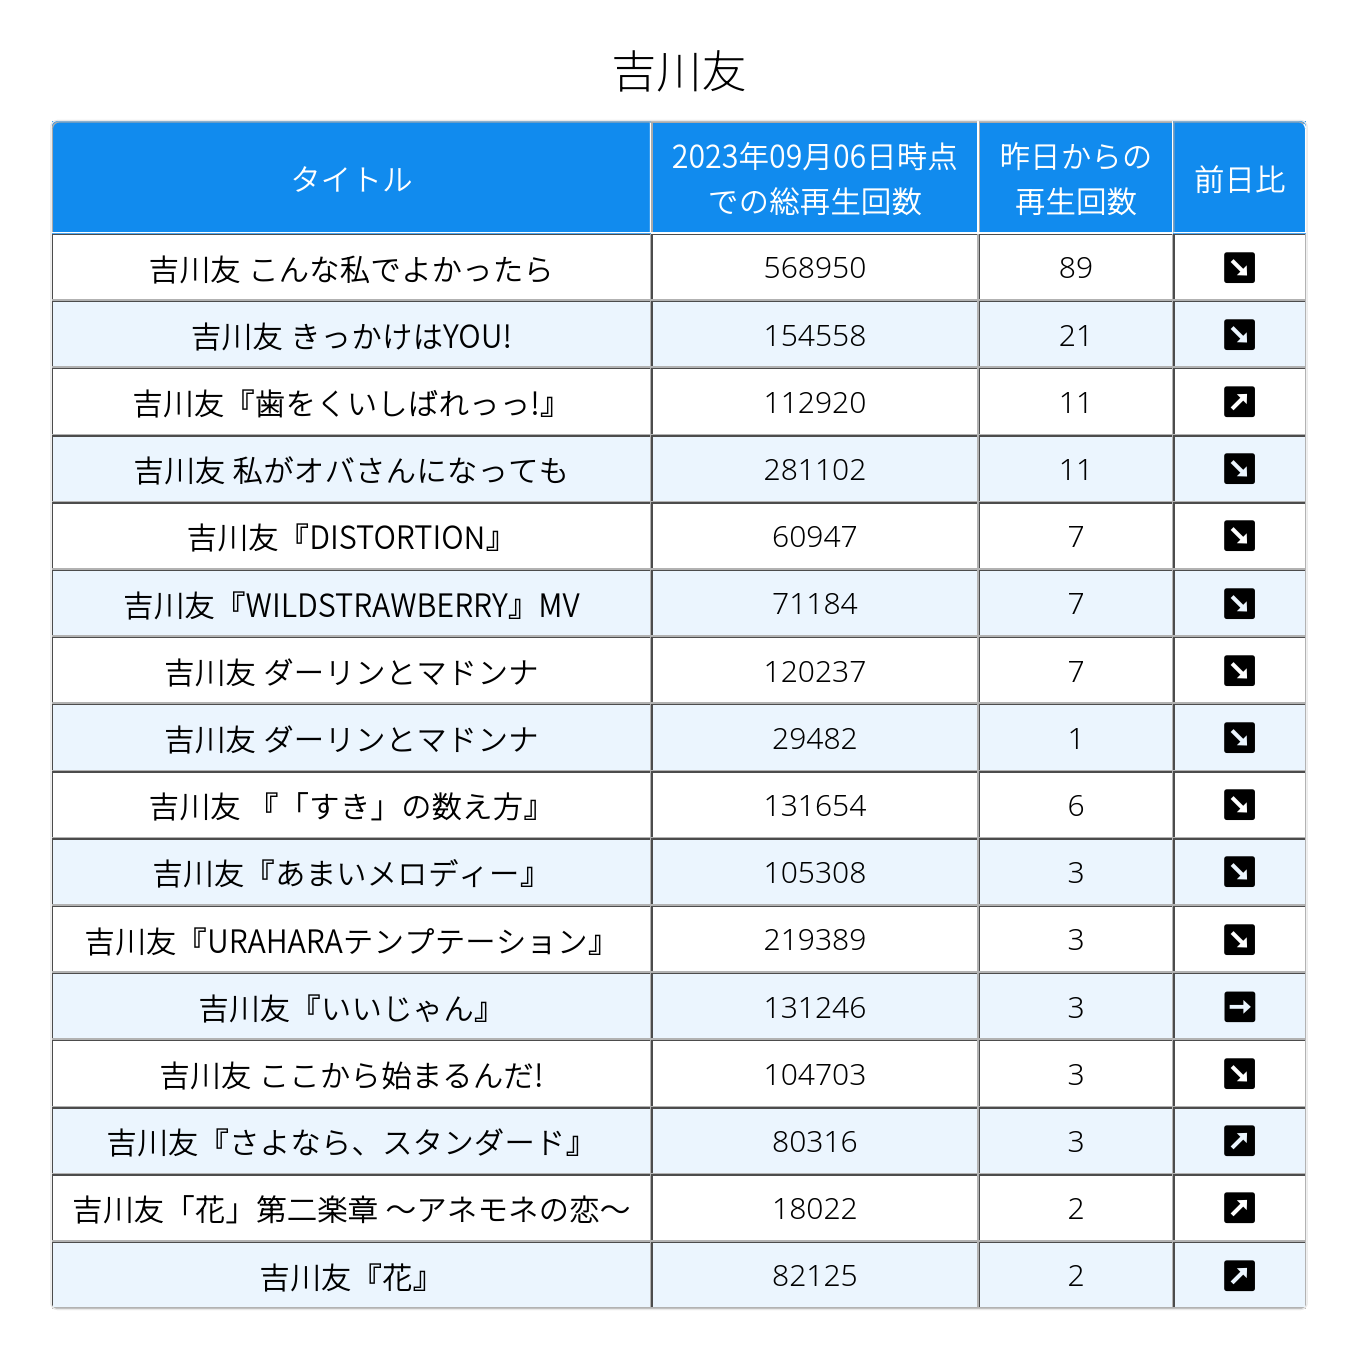 吉川友
タイトル 2023年09月06日時点での総再生回数 昨日からの再生回数 前日比
吉川友 こんな私でよかったら 568950 89 ↘
吉川友 きっかけはYOU! 154558 21 ↘
吉川友『歯をくいしばれっっ!』 112920 11 ↗
吉川友 私がオバさんになっても 281102 11 ↘
吉川友『DISTORTION』 60947 7 ↘
吉川友『WILDSTRAWBERRY』MV 71184 7 ↘
吉川友 ダーリンとマドンナ 120237 7 ↘
吉川友 ダーリンとマドンナ 29482 1 ↘
吉川友 『「すき」の数え方』 131654 6 ↘
吉川友『あまいメロディー』 105308 3 ↘
吉川友『URAHARAテンプテーション』 219389 3 ↘
吉川友『いいじゃん』 131246 3 →
吉川友 ここから始まるんだ! 104703 3 ↘
吉川友『さよなら、スタンダード』 80316 3 ↗
吉川友「花」第二楽章 〜アネモネの恋〜 18022 2 ↗
吉川友『花』 82125 2 ↗